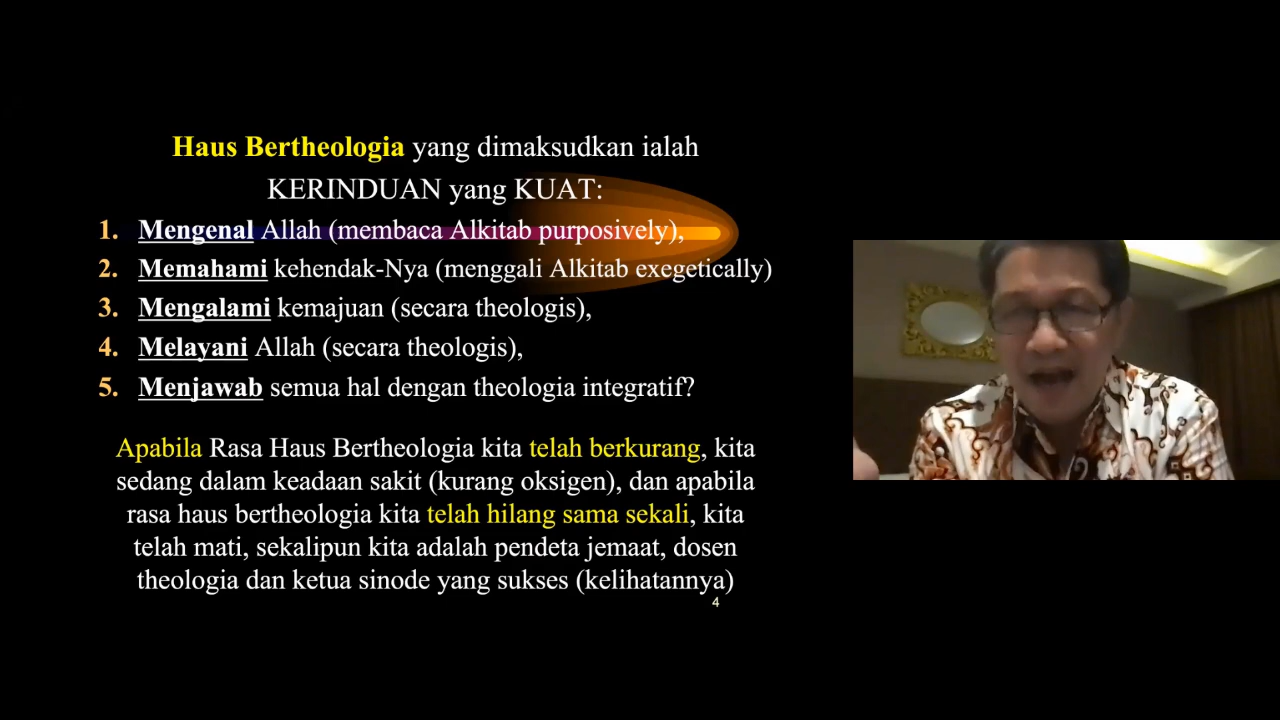 Haus Bertheologia yang dimaksudkan ialah
KERINDUAN yang KUAT:
1. Mengenal Allah (membaca Alkitab purposively),
2. Memahami kehendak-Nya (menggali Alkitab exegetically)
3. Mengalami kemajuan (secara theologis),
4. Melayani Allah (secara theologis),
5. Menjawab semua hal dengan theologia integratif?
Apabila Rasa Haus Bertheologia kita telah berkurang, kita
sedang dalam keadaan sakit (kurang oksigen), dan apabila
rasa haus bertheologia kita telah hilang sama sekali, kita
telah mati, sekalipun kita adalah pendeta jemaat, dosen
theologia dan ketua sinode yang sukses (kelihatannya)
4